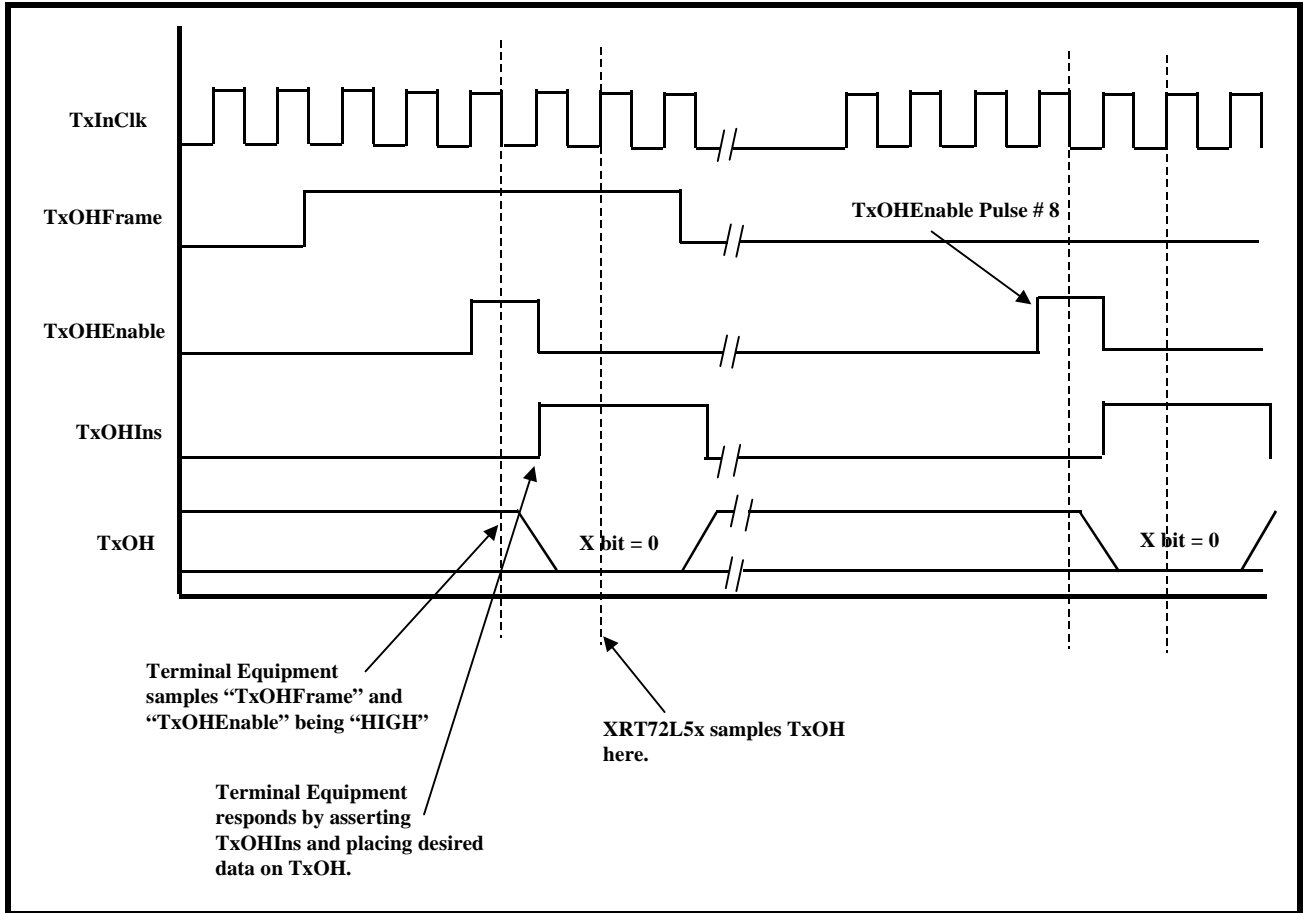 TxInClk
TxOHFrame
TxOHEnable Pulse # 8
TxOHEnable
TxOHIns
TxOH
X bit = 0
X bit = 0
Terminal Equipment
samples “TxOHFrame” and
“TxOHEnable” being “HIGH”
XRT72L5x samples TxOH
here.
Terminal Equipment
responds by asserting
TxOHIns and placing desired
data on TxOH.